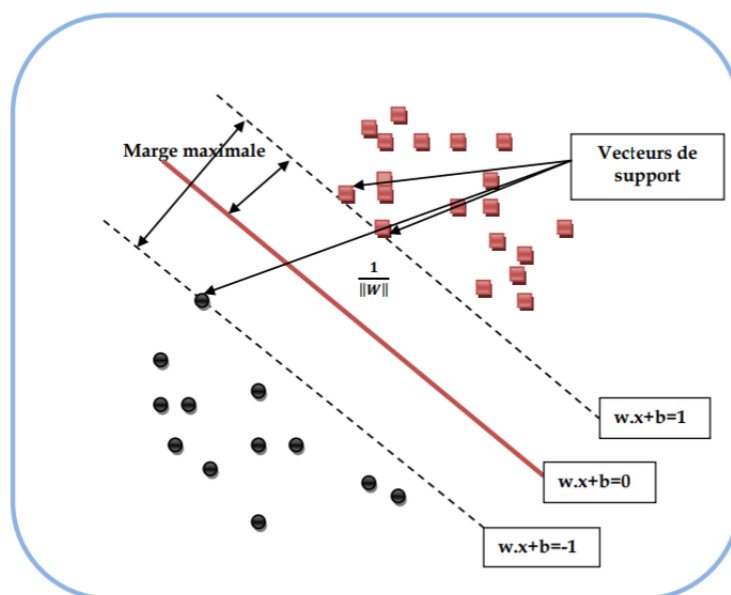 Marge maximale
Vecteurs de
support
1
||W||
w.x+b=1
w.x+b=0
w.x+b=-1